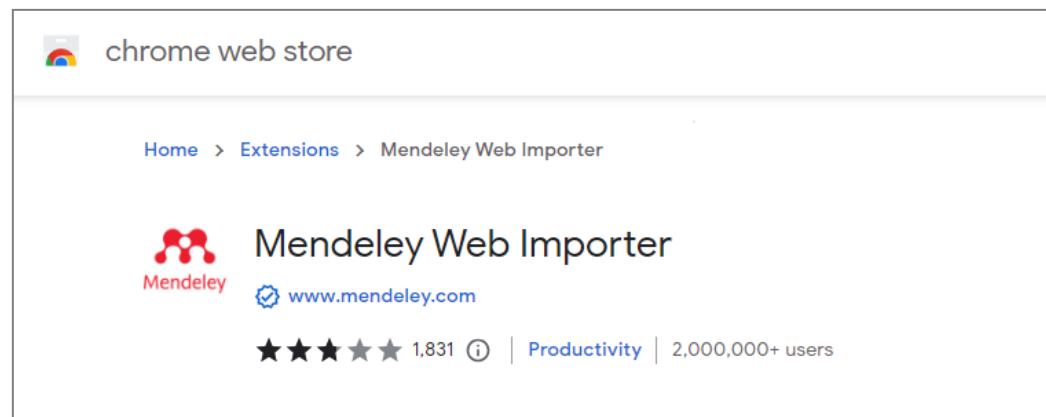 chrome web store
Home > Extensions > Mendeley Web Importer
Mendeley
Mendeley Web Importer
www.mendeley.com
1,831 | Productivity | 2,000,000+ users